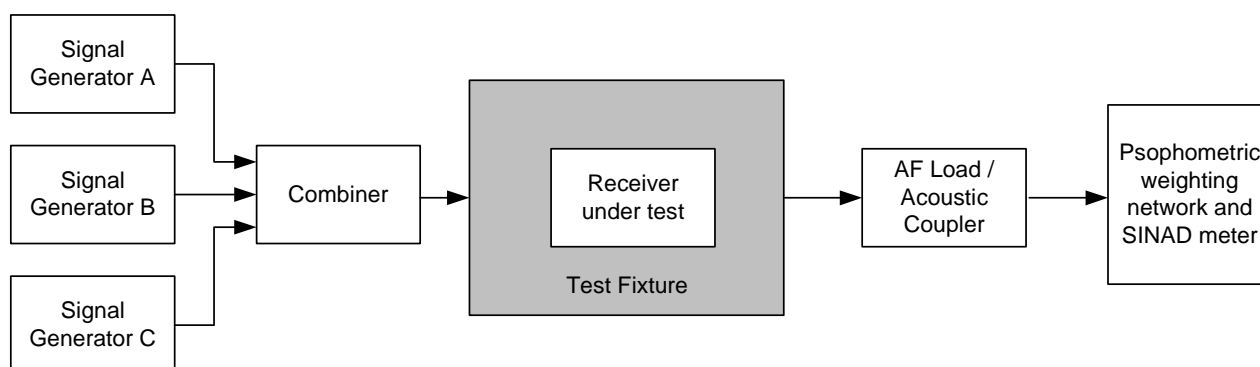 Signal
Generator A
Signal
Generator B
Signal
Generator C
Combiner
Receiver
under test
Test Fixture
AF Load /
Acoustic
Coupler
Psophometric
weighting
network and
SINAD meter